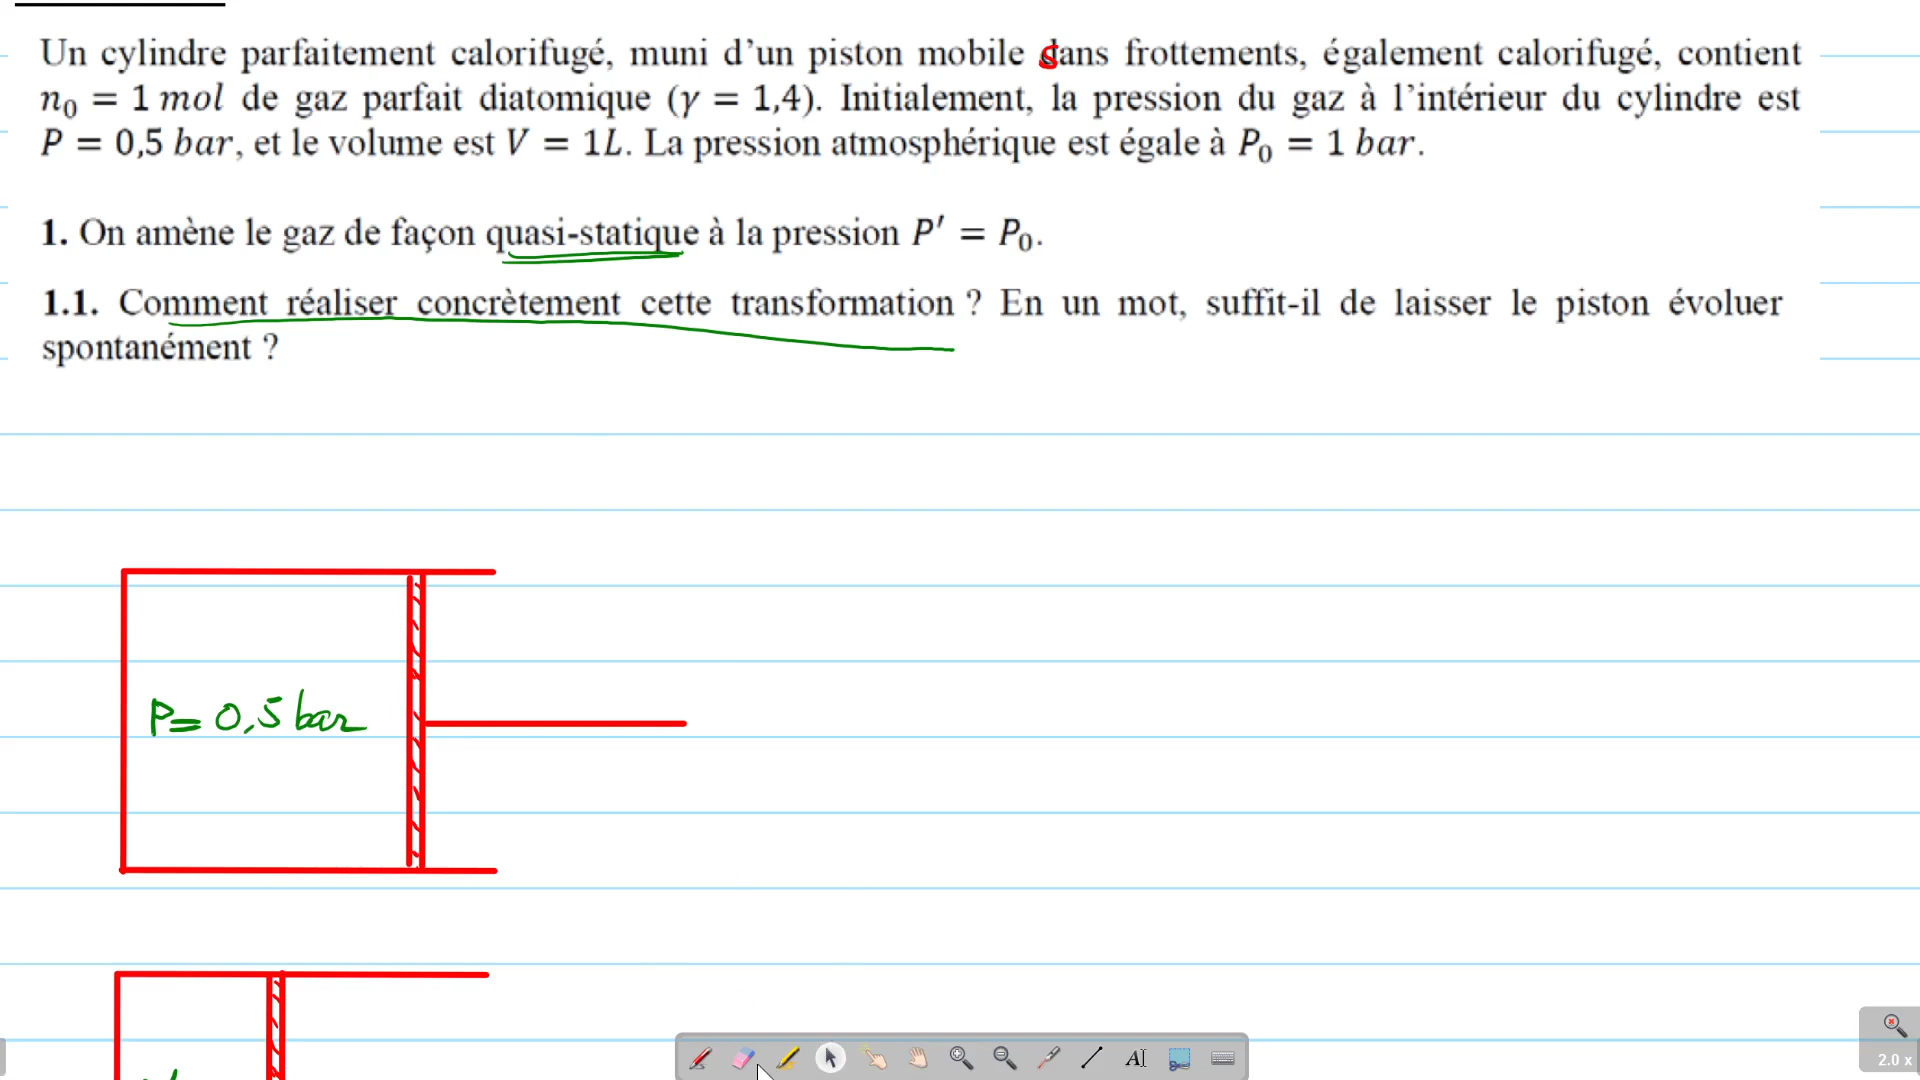 Un cylindre parfaitement calorifugé, muni d'un piston mobile sans frottements, également calorifugé, contient
n₀ = 1 mol de gaz parfait diatomique (γ = 1,4). Initialement, la pression du gaz à l'intérieur du cylindre est
P = 0,5 bar, et le volume est V = 1L. La pression atmosphérique est égale à P₀ = 1 bar.
1. On amène le gaz de façon quasi-statique à la pression P′ = P₀.
1.1. Comment réaliser concrètement cette transformation ? En un mot, suffit-il de laisser le piston évoluer
spontanément ?
P= 0,5 bar
AI
2.0 x